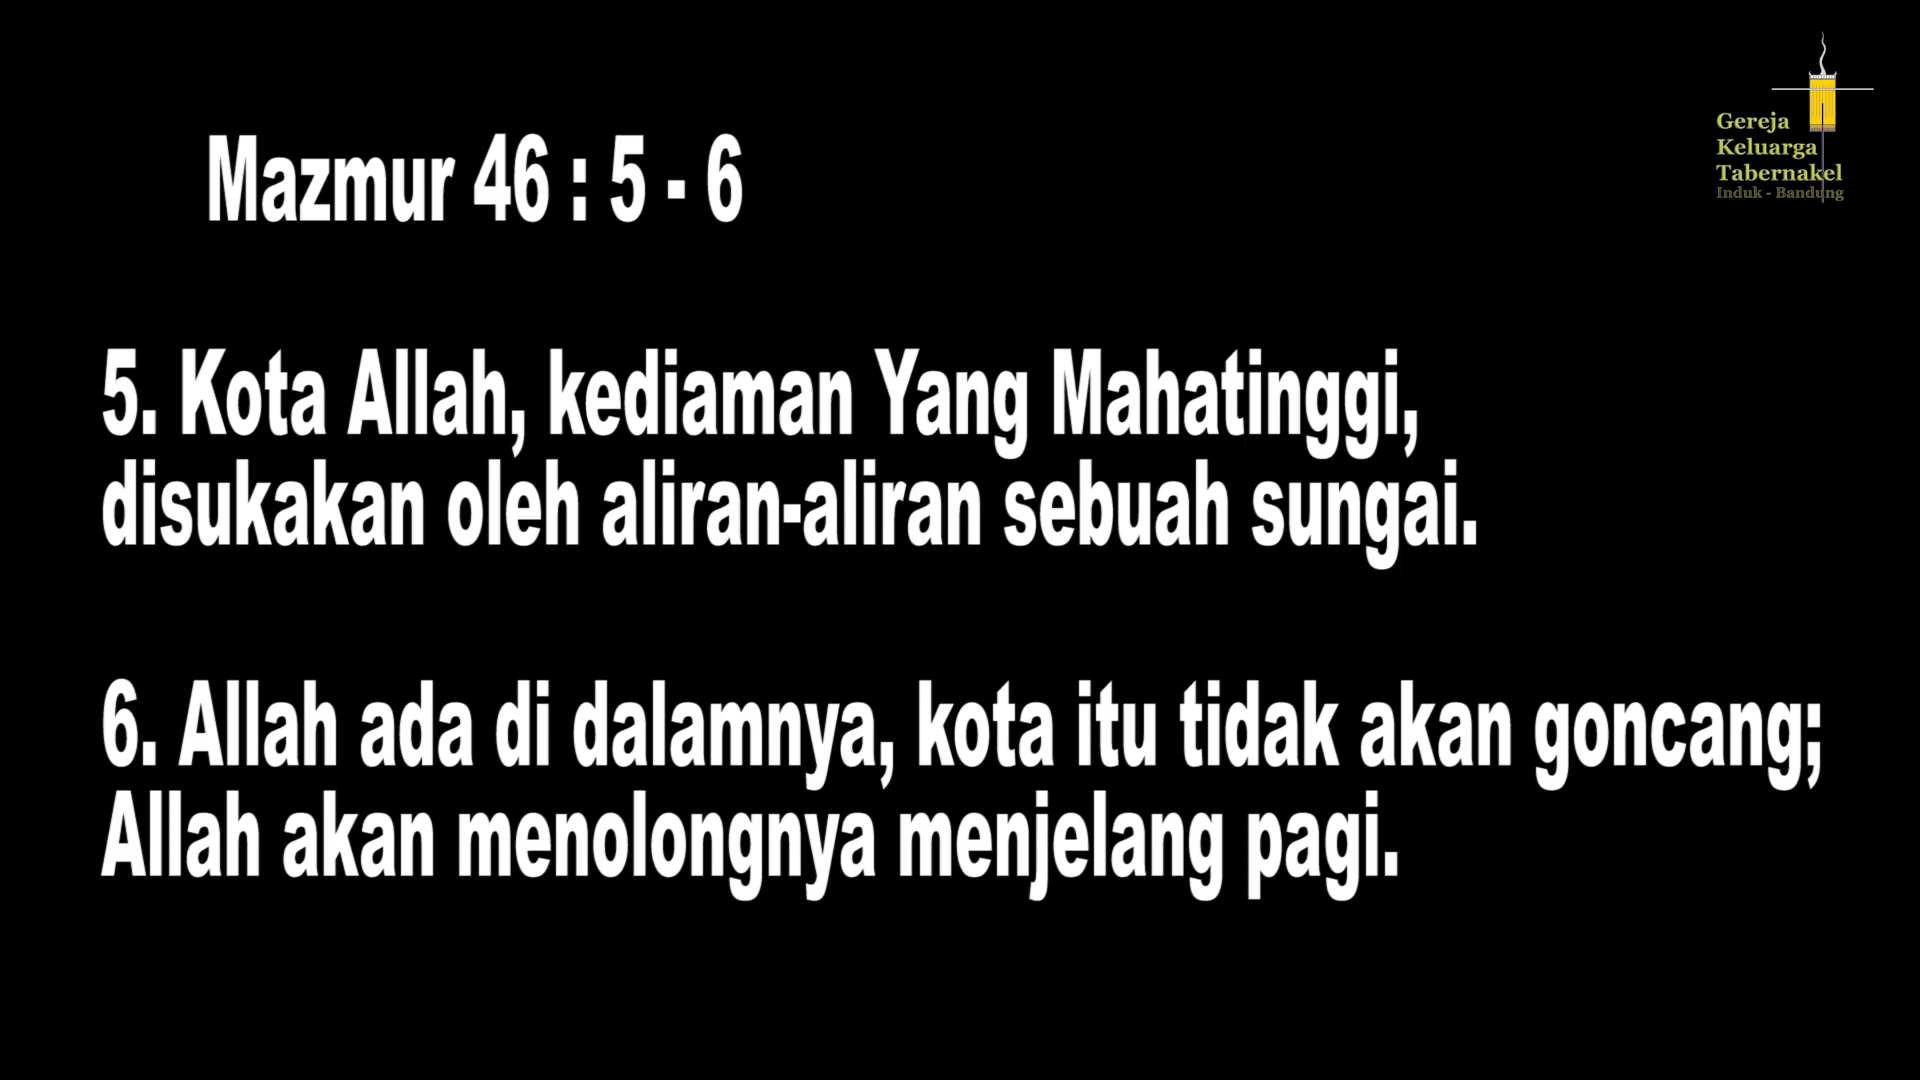 Gereja
Keluarga
Tabernakel
Induk - Bandung
Mazmur 46 : 5 - 6
5. Kota Allah, kediaman Yang Mahatinggi,
disukakan oleh aliran-aliran sebuah sungai.
6. Allah ada di dalamnya, kota itu tidak akan goncang;
Allah akan menolongnya menjelang pagi.